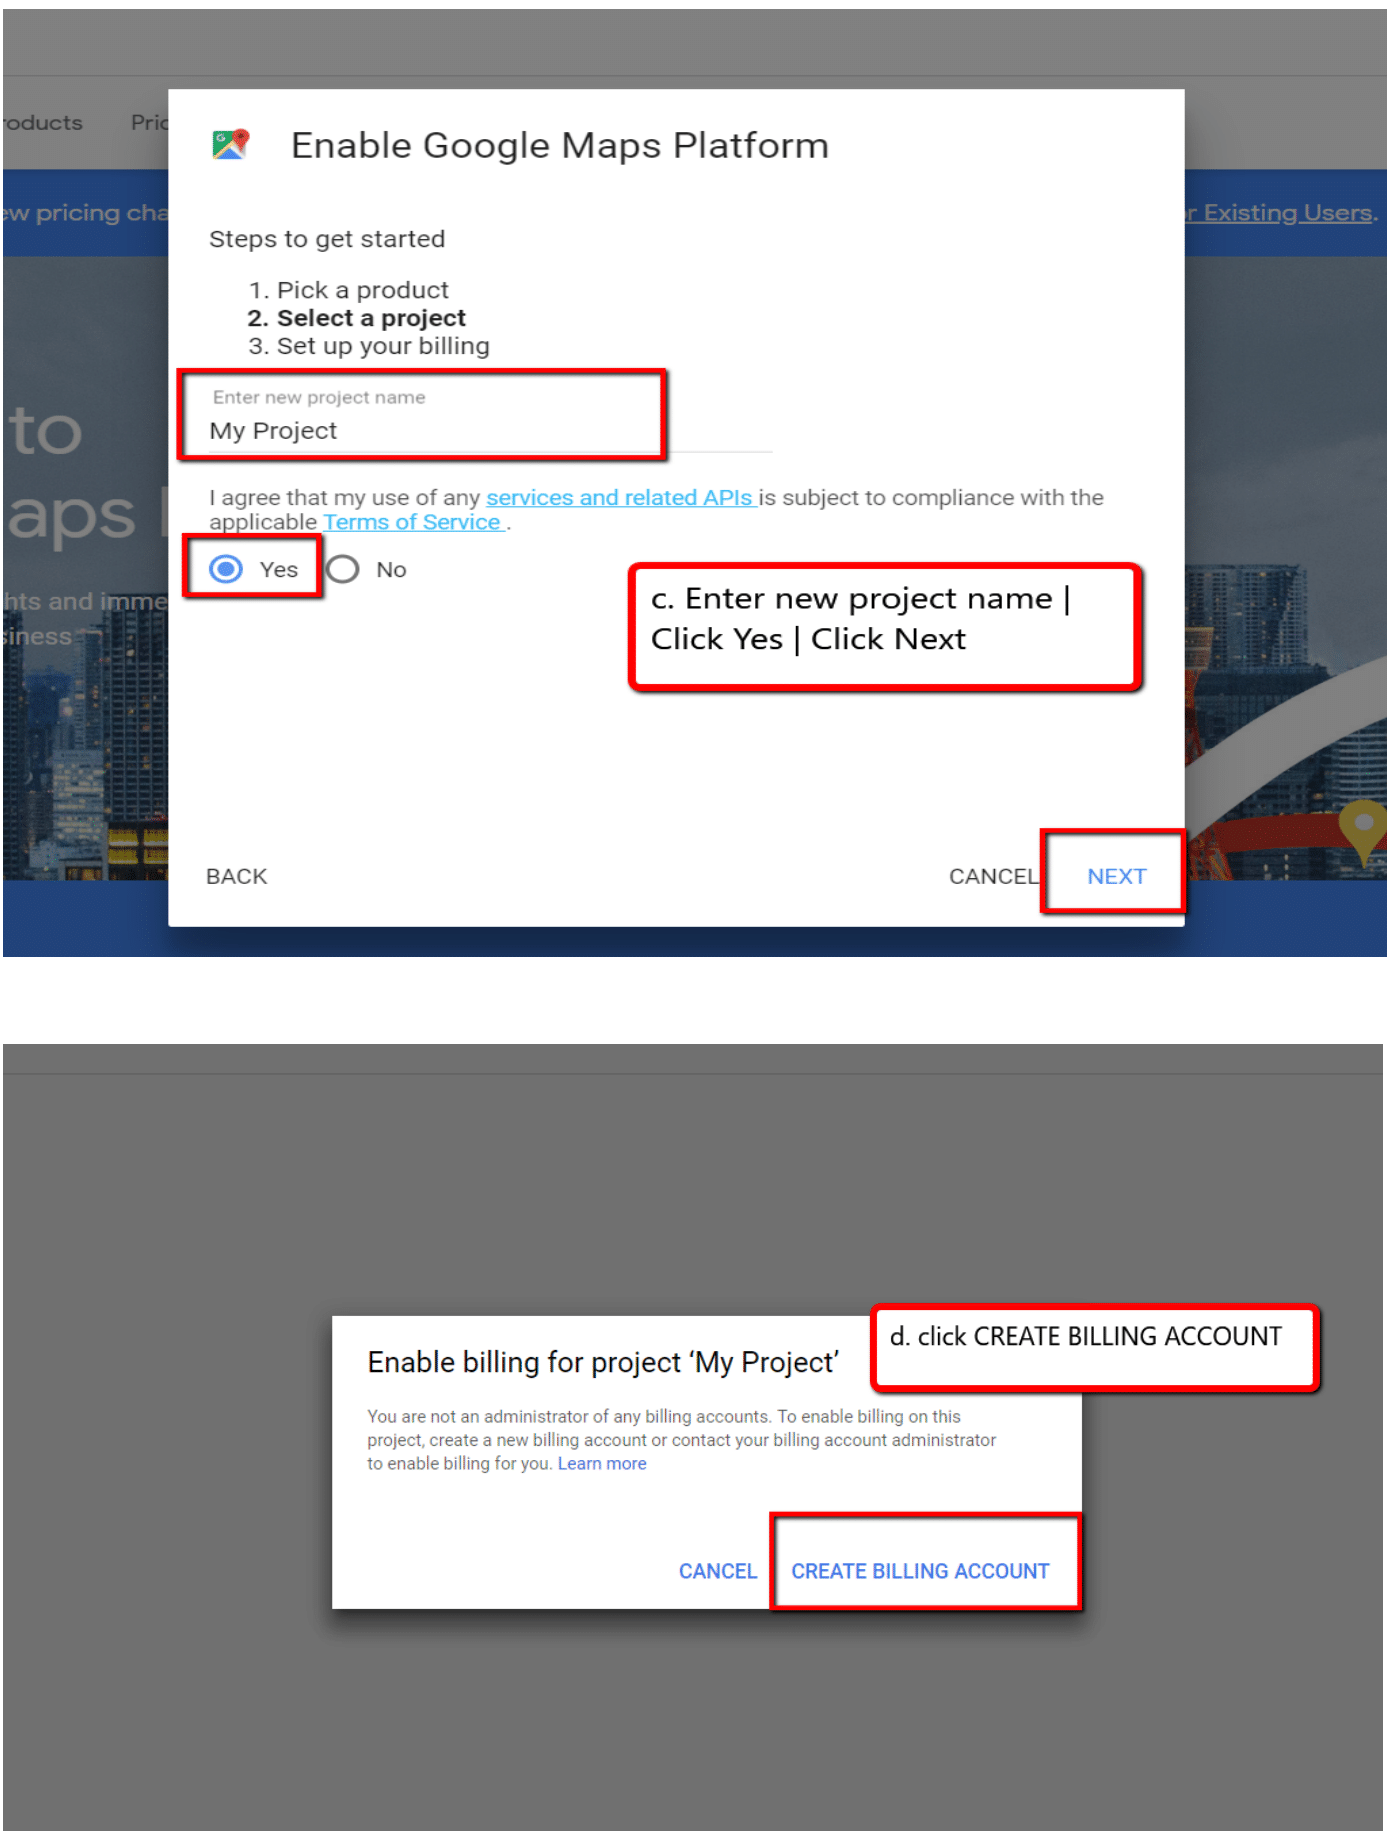 Products Pric
Enable Google Maps Platform
ew pricing cha
r Existing Users.
Steps to get started
1. Pick a product
2. Select a project
3. Set up your billing
Enter new project name
My Project
to
aps
I agree that my use of any services and related APIs is subject to compliance with the
applicable Terms of Service .
Yes No
hts and imme
siness
c. Enter new project name |
Click Yes | Click Next
BACK CANCEL NEXT
d. click CREATE BILLING ACCOUNT
Enable billing for project ‘My Project’
You are not an administrator of any billing accounts. To enable billing on this
project, create a new billing account or contact your billing account administrator
to enable billing for you. Learn more
CANCEL CREATE BILLING ACCOUNT